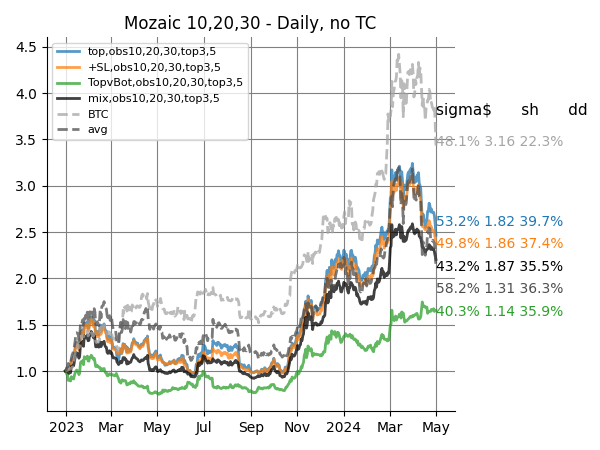 Mozaic 10,20,30 - Daily, no TC
4.5
4.0
3.5
3.0
2.5
2.0
1.5
1.0
top,obs10,20,30,top3,5
+SL,obs10,20,30,top3,5
TopvBot,obs10,20,30,top3,5
mix,obs10,20,30,top3,5
BTC
avg
sigma$ sh dd
48.1% 3.16 22.3%
53.2% 1.82 39.7%
49.8% 1.86 37.4%
43.2% 1.87 35.5%
58.2% 1.31 36.3%
40.3% 1.14 35.9%
2023 Mar May Jul Sep Nov 2024 Mar May